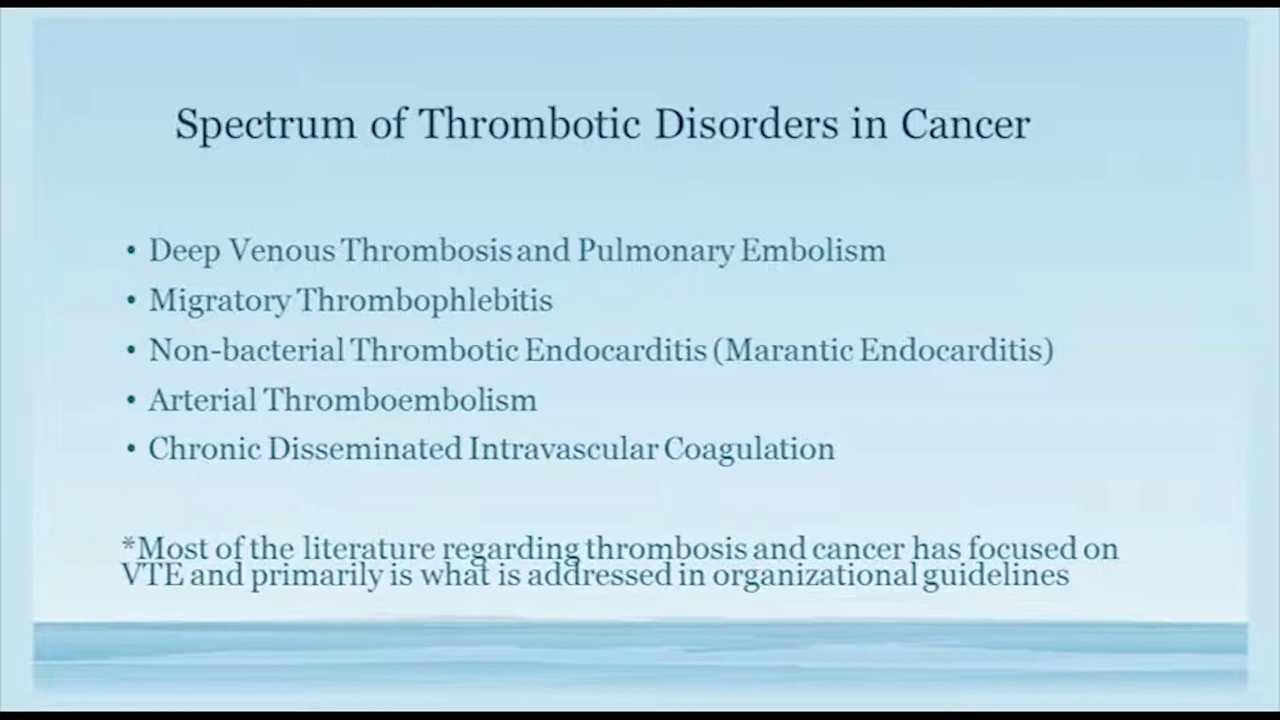 Spectrum of Thrombotic Disorders in Cancer
• Deep Venous Thrombosis and Pulmonary Embolism
• Migratory Thrombophlebitis
• Non-bacterial Thrombotic Endocarditis (Marantic Endocarditis)
• Arterial Thromboembolism
• Chronic Disseminated Intravascular Coagulation
*Most of the literature regarding thrombosis and cancer has focused on
VTE and primarily is what is addressed in organizational guidelines